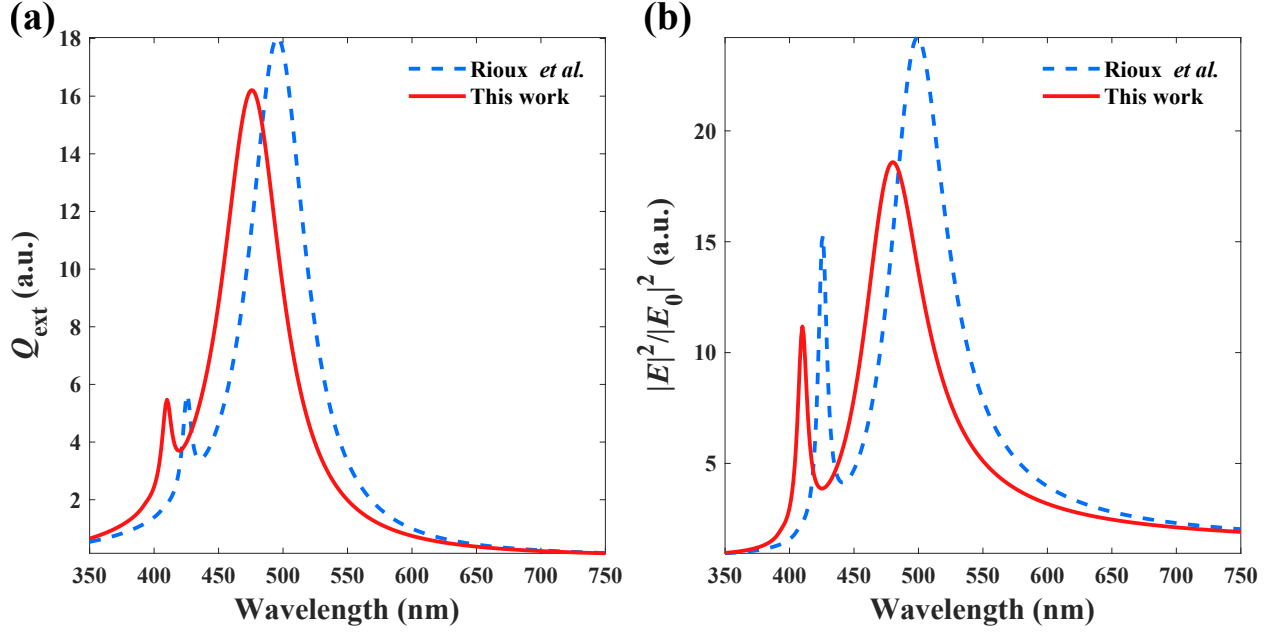 (a)
18
16
14
12
10
8
6
4
2
Q_ext (a.u.)
Rioux et al.
This work
350 400 450 500 550 600 650 700 750
Wavelength (nm)
(b)
20
15
10
5
|E|²/|E₀|² (a.u.)
Rioux et al.
This work
350 400 450 500 550 600 650 700 750
Wavelength (nm)